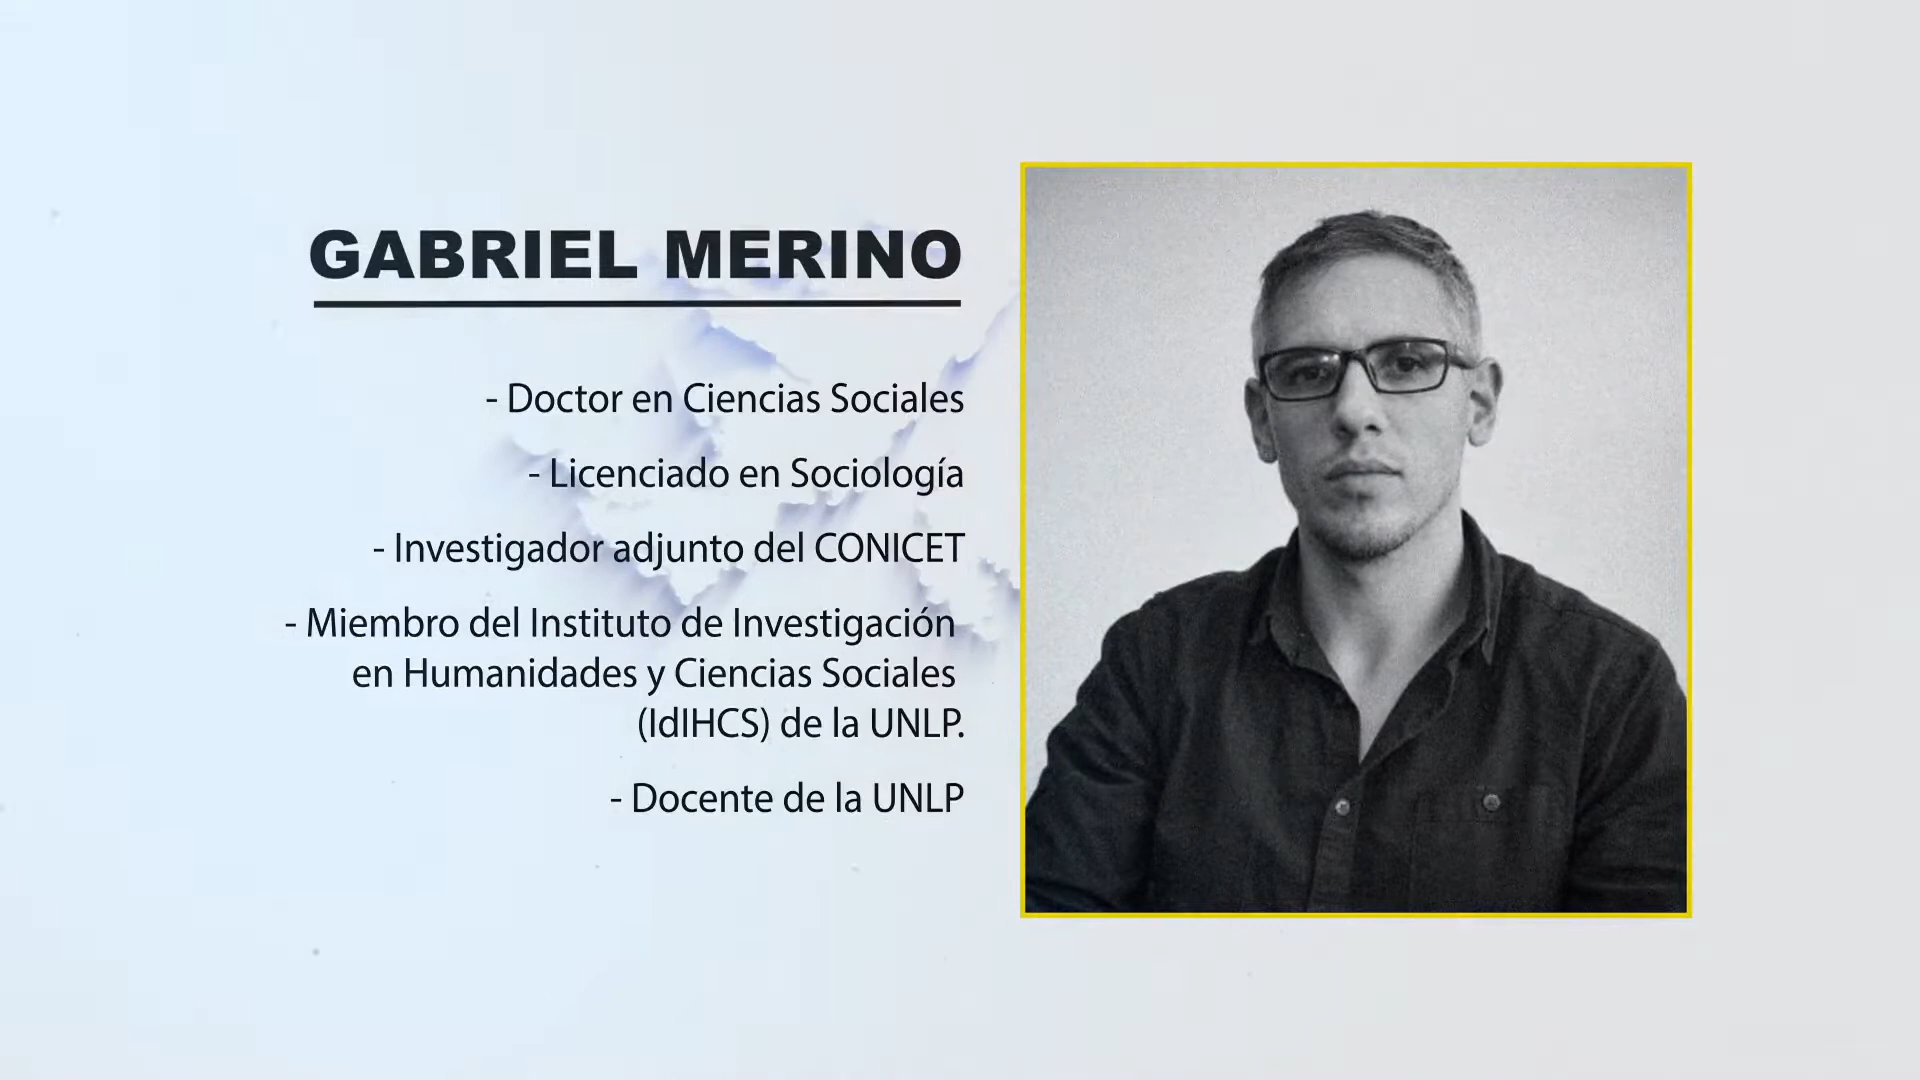 GABRIEL MERINO
- Doctor en Ciencias Sociales
- Licenciado en Sociología
- Investigador adjunto del CONICET
- Miembro del Instituto de Investigación
en Humanidades y Ciencias Sociales
(IdIHCS) de la UNLP.
- Docente de la UNLP